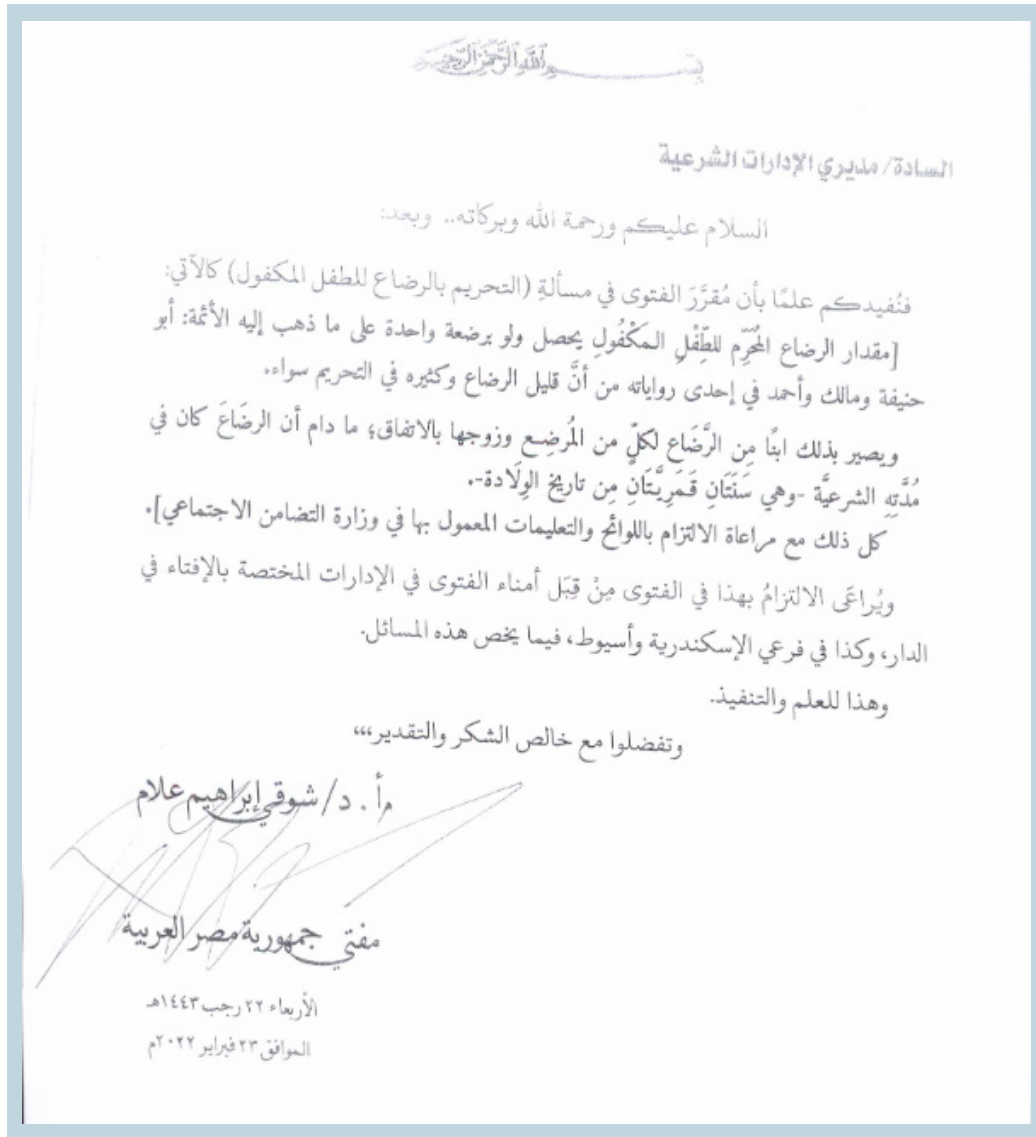 بسم الله الرحمن الرحيم
السادة/ مديري الإدارات الشرعية
السلام عليكم ورحمة الله وبركاته.. وبعد:
فنُفيدكم علمًا بأن مُقرَّرَ الفتوى في مسألةِ (التحريم بالرضاع للطفل المكفول) كالآتي:
[مقدار الرضاع المُحَرِّم للطِّفْلِ المكْفُولِ يحصل ولو برضعة واحدة على ما ذهب إليه الأئمة: أبو
حنيفة ومالك وأحمد في إحدى رواياته من أنَّ قليل الرضاع وكثيره في التحريم سواء.
ويصير بذلك ابنًا مِن الرَّضَاع لكلٍّ من المُرضِع وزوجها بالاتفاق؛ ما دام أن الرضَاعَ كان في
مُدَّتِهِ الشرعيَّة -وهي سَنَتَانِ قَمَرِيَّتَانِ مِن تاريخ الوِلَادة-.
كل ذلك مع مراعاة الالتزام باللوائح والتعليمات المعمول بها في وزارة التضامن الاجتماعي].
ويُراعَى الالتزامُ بهذا في الفتوى مِنْ قِبَل أمناء الفتوى في الإدارات المختصة بالإفتاء في
الدار، وكذا في فرعي الإسكندرية وأسيوط، فيما يخص هذه المسائل.
وهذا للعلم والتنفيذ.
وتفضلوا مع خالص الشكر والتقدير،،،
أ. د/ شوقي إبراهيم علام
مفتي جمهورية مصر العربية
الأربعاء ٢٢ رجب ١٤٤٣هـ
الموافق ٢٣ فبراير ٢٠٢٢م